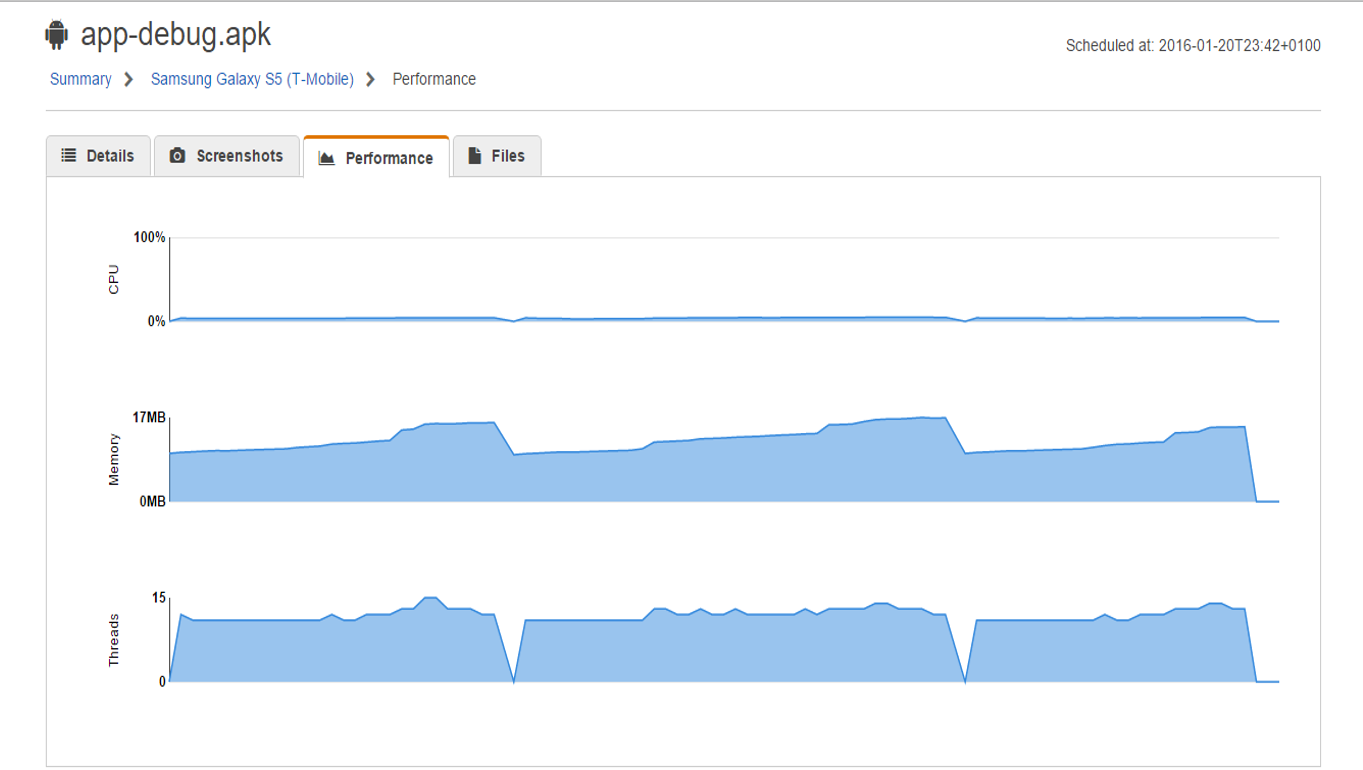 app-debug.apk
Scheduled at: 2016-01-20T23:42+0100
Summary Samsung Galaxy S5 (T-Mobile) Performance
Details Screenshots Performance Files
100%
CPU
0%
17MB
Memory
0MB
15
Threads
0